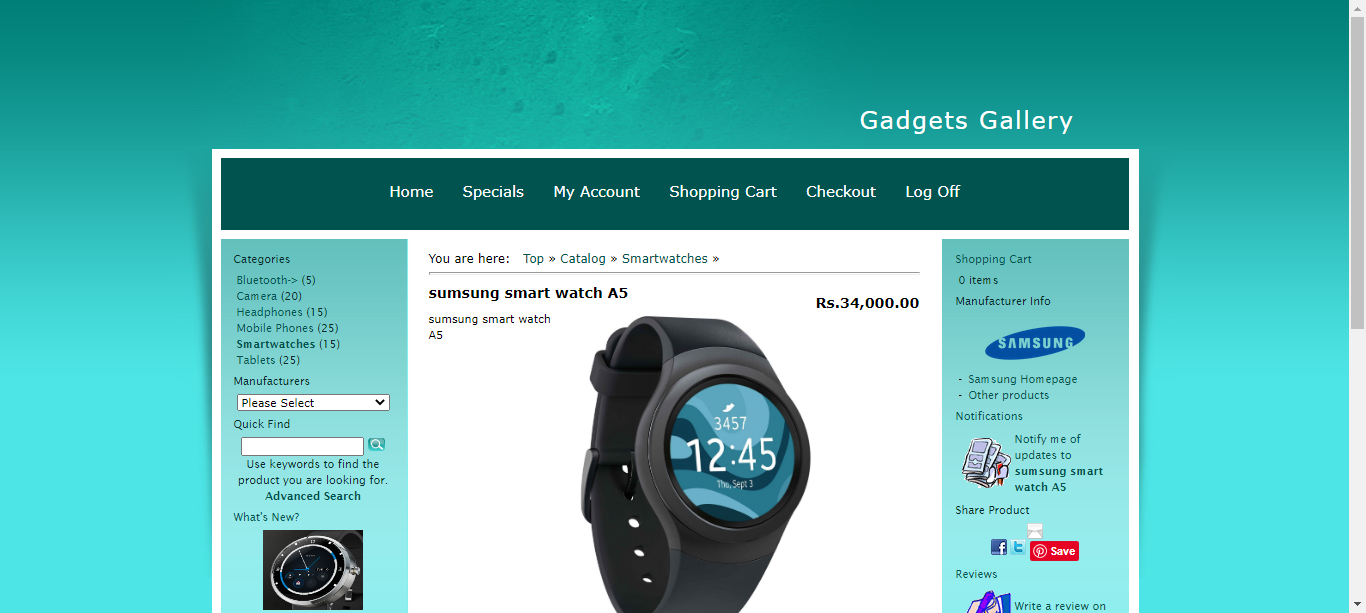 Gadgets Gallery
Home Specials My Account Shopping Cart Checkout Log Off
Categories
Bluetooth-> (5)
Camera (20)
Headphones (15)
Mobile Phones (25)
Smartwatches (15)
Tablets (25)
Manufacturers
Please Select
Quick Find
Use keywords to find the
product you are looking for.
Advanced Search
What's New?
You are here: Top » Catalog » Smartwatches »
sumsung smart watch A5
Rs.34,000.00
sumsung smart watch
A5
3457
12:45
Thu, Sept 3
Shopping Cart
0 items
Manufacturer Info
SAMSUNG
- Samsung Homepage
- Other products
Notifications
Notify me of
updates to
sumsung smart
watch A5
Share Product
Save
Reviews
Write a review on